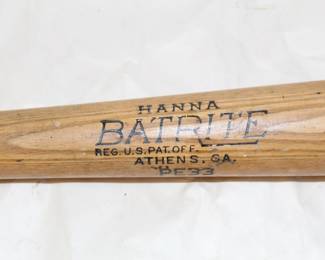 HANNA
BATRITE
REG. U.S. PAT. OFF.
ATHENS, GA.
BE33